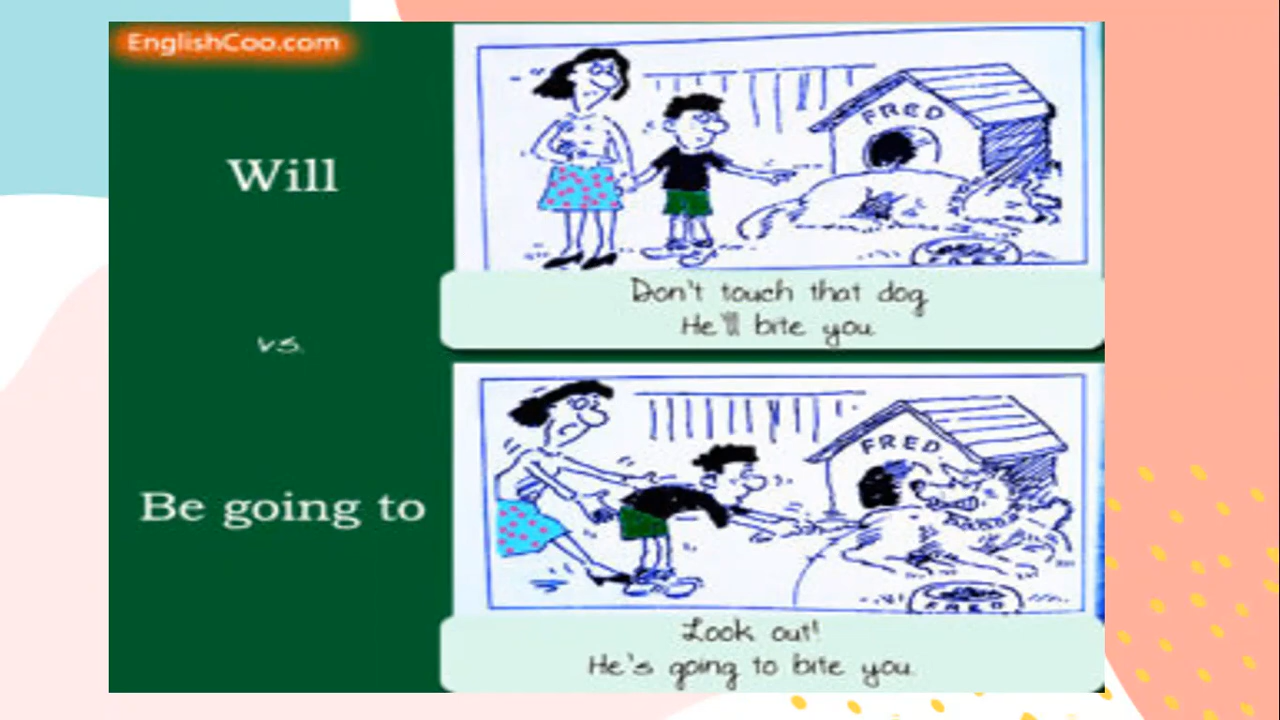 EnglishCoo.com
Will
vs.
Be going to
FRED
FRED
Don't touch that dog
He'll bite you.
FRED
FRED
Look out!
He's going to bite you.